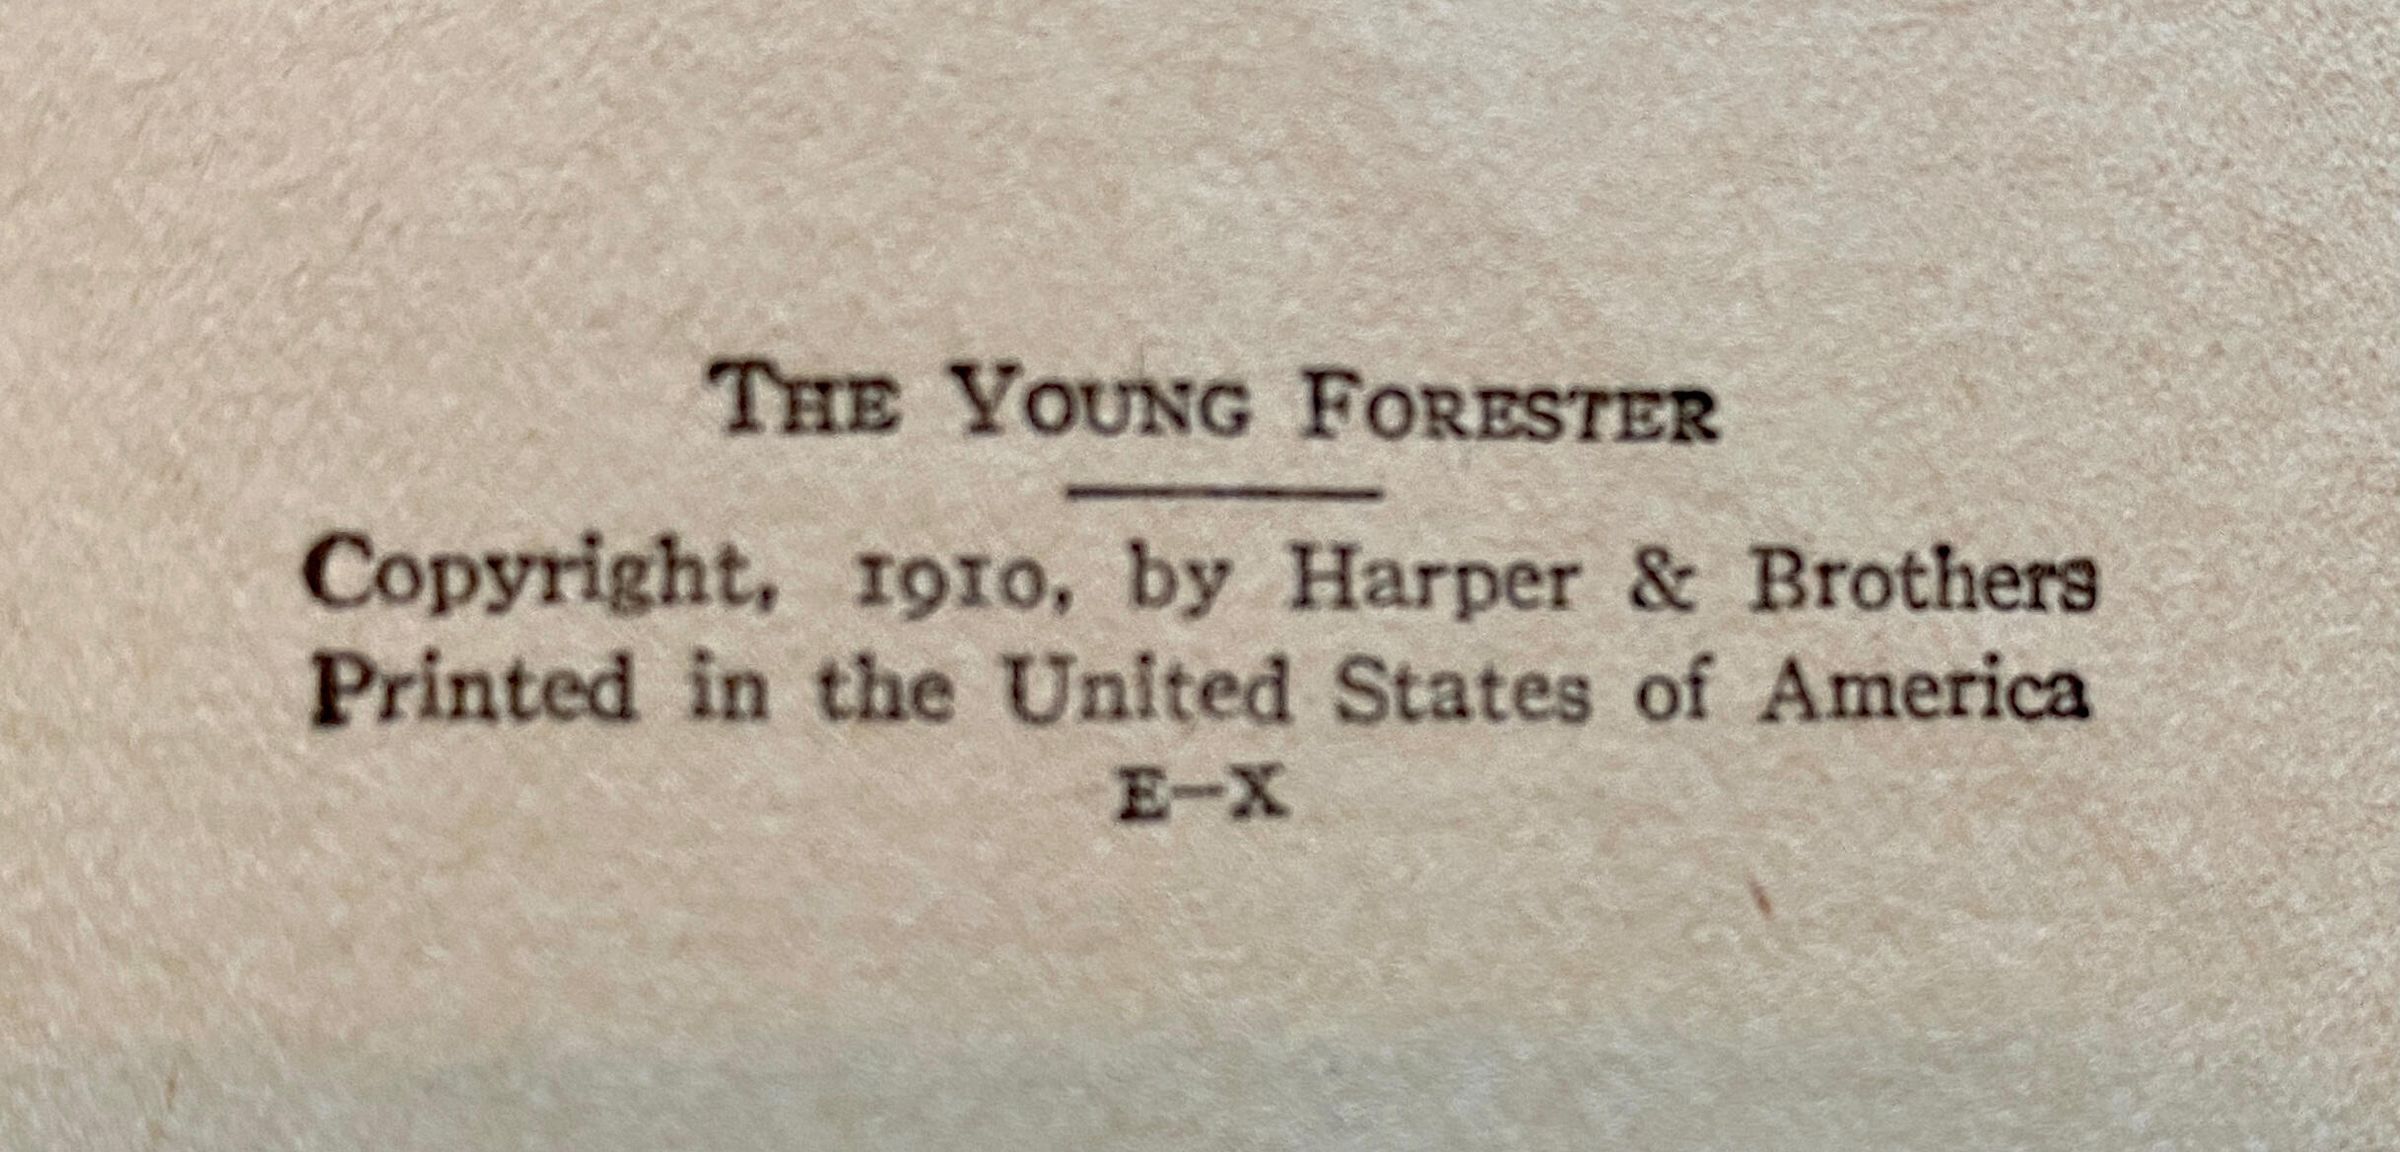 THE YOUNG FORESTER
Copyright, 1910, by Harper & Brothers
Printed in the United States of America
E–X